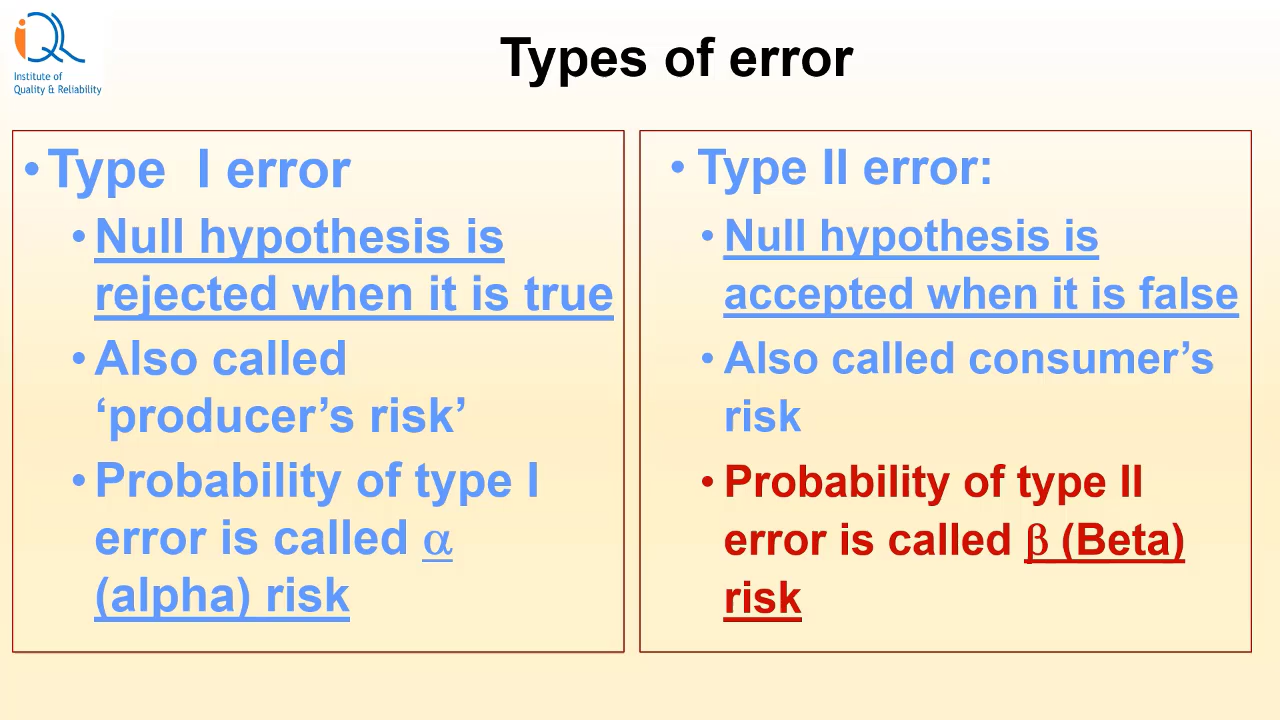 iQR
Institute of
Quality & Reliability
Types of error
•Type I error
•Null hypothesis is
rejected when it is true
•Also called
‘producer’s risk’
•Probability of type I
error is called α
(alpha) risk
• Type II error:
•Null hypothesis is
accepted when it is false
•Also called consumer’s
risk
•Probability of type II
error is called β (Beta)
risk